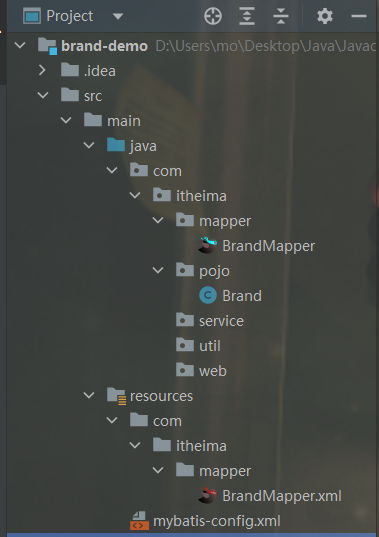 Project
brand-demo D:\Users\mo\Desktop\Java\Javac
.idea
src
main
java
com
itheima
mapper
BrandMapper
pojo
Brand
service
util
web
resources
com
itheima
mapper
BrandMapper.xml
mybatis-config.xml